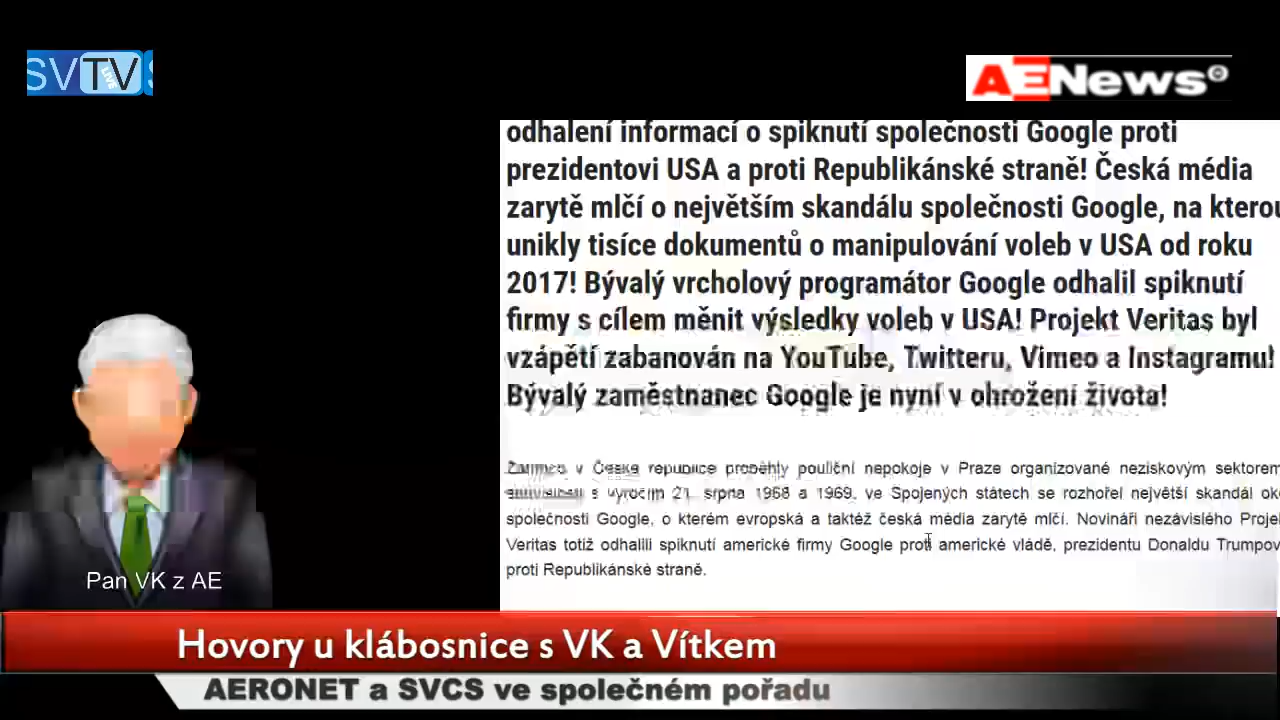 SVTV
LIVE
AENews
odhalení informací o spiknutí společnosti Google proti
prezidentovi USA a proti Republikánské straně! Česká média
zarytě mlčí o největším skandálu společnosti Google, na kterou
unikly tisíce dokumentů o manipulování voleb v USA od roku
2017! Bývalý vrcholový programátor Google odhalil spiknutí
firmy s cílem měnit výsledky voleb v USA! Projekt Veritas byl
vzápětí zabanován na YouTube, Twitteru, Vimeo a Instagramu!
Bývalý zaměstnanec Google je nyní v ohrožení života!
Zatímco v České republice proběhly pouliční nepokoje v Praze organizované neziskovým sektorem
s výročím 21. srpna 1968 a 1969, ve Spojených státech se rozhořel největší skandál
společnosti Google, o kterém evropská a taktéž česká média zarytě mlčí. Novináři nezávislého
Veritas totiž odhalili spiknutí americké firmy Google proti americké vládě, prezidentu Donaldu
proti Republikánské straně.
Pan VK z AE
Hovory u klábosnice s VK a Vítkem
AERONET a SVCS ve společném pořadu